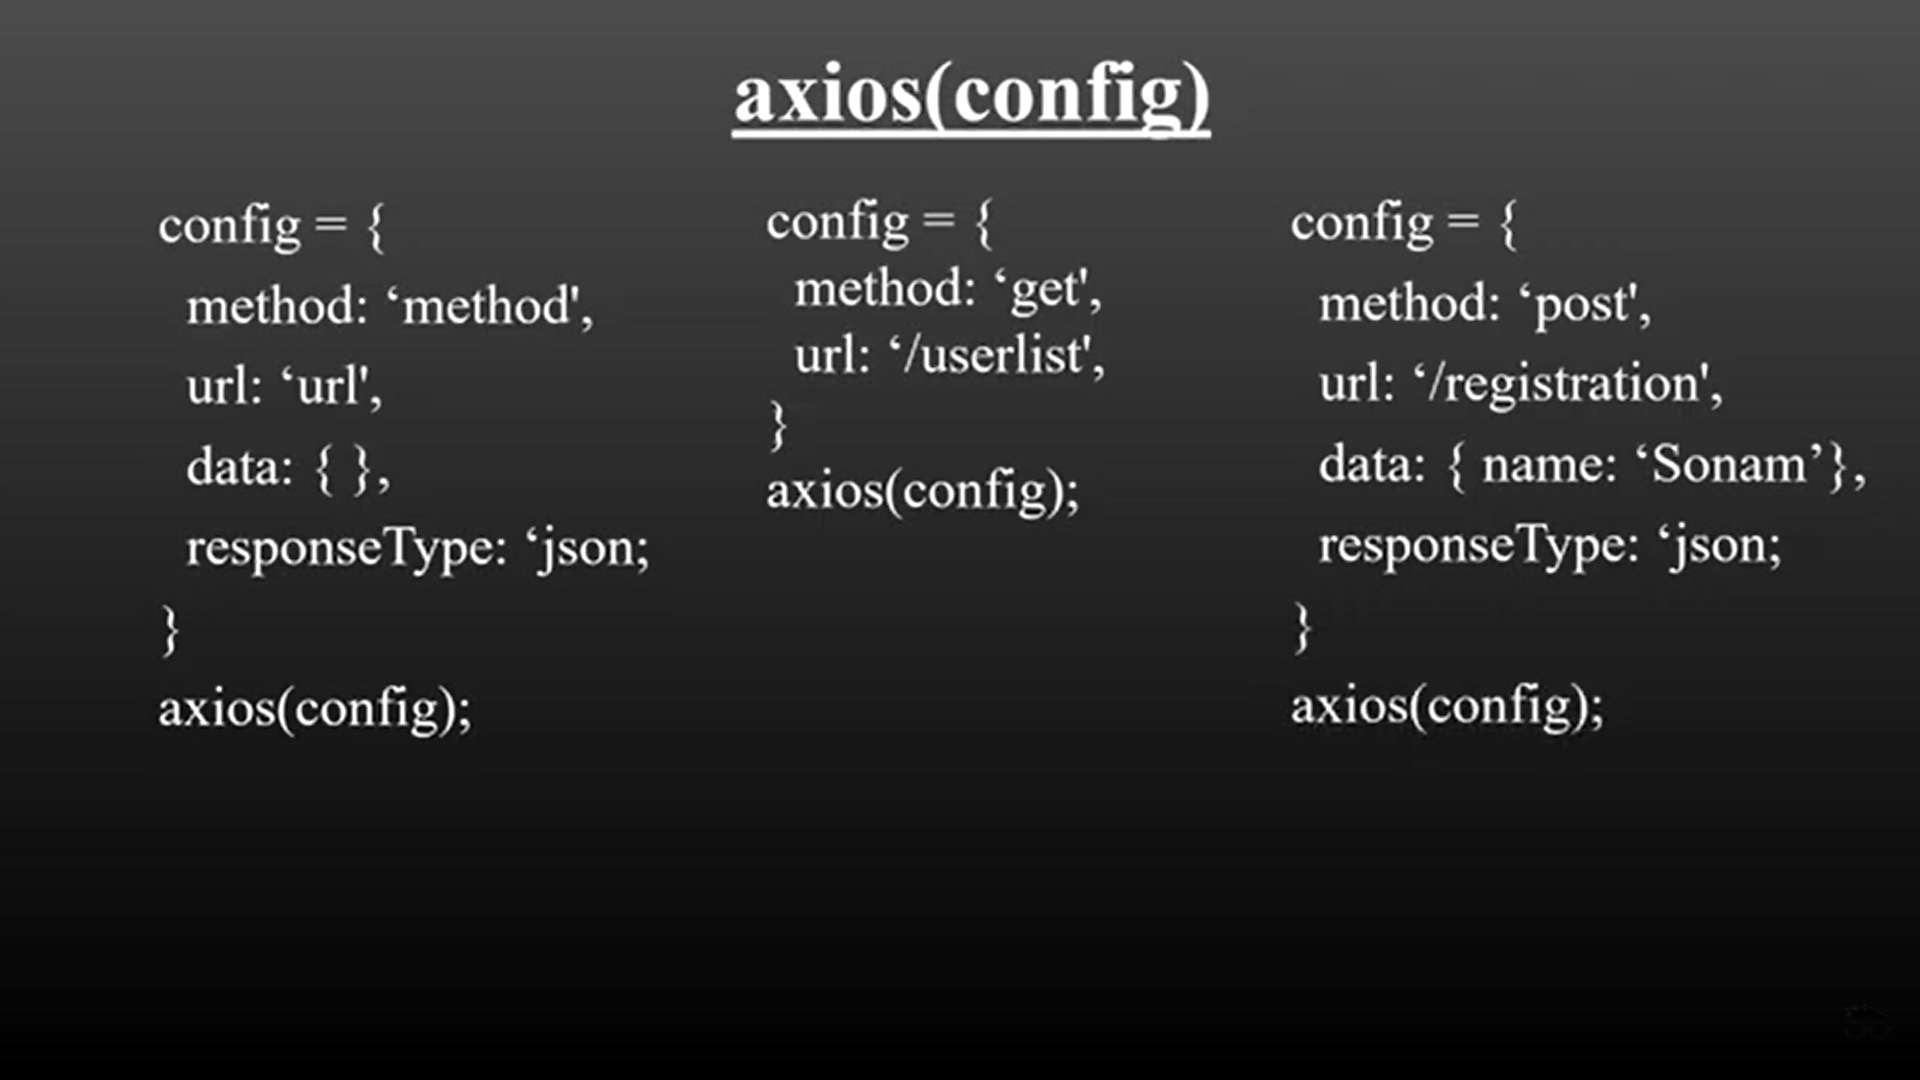 axios(config)
config = {
method: ‘method',
url: ‘url',
data: { },
responseType: ‘json;
}
axios(config);
config = {
method: ‘get',
url: ‘/userlist',
}
axios(config);
config = {
method: ‘post',
url: ‘/registration',
data: { name: ‘Sonam’},
responseType: ‘json;
}
axios(config);